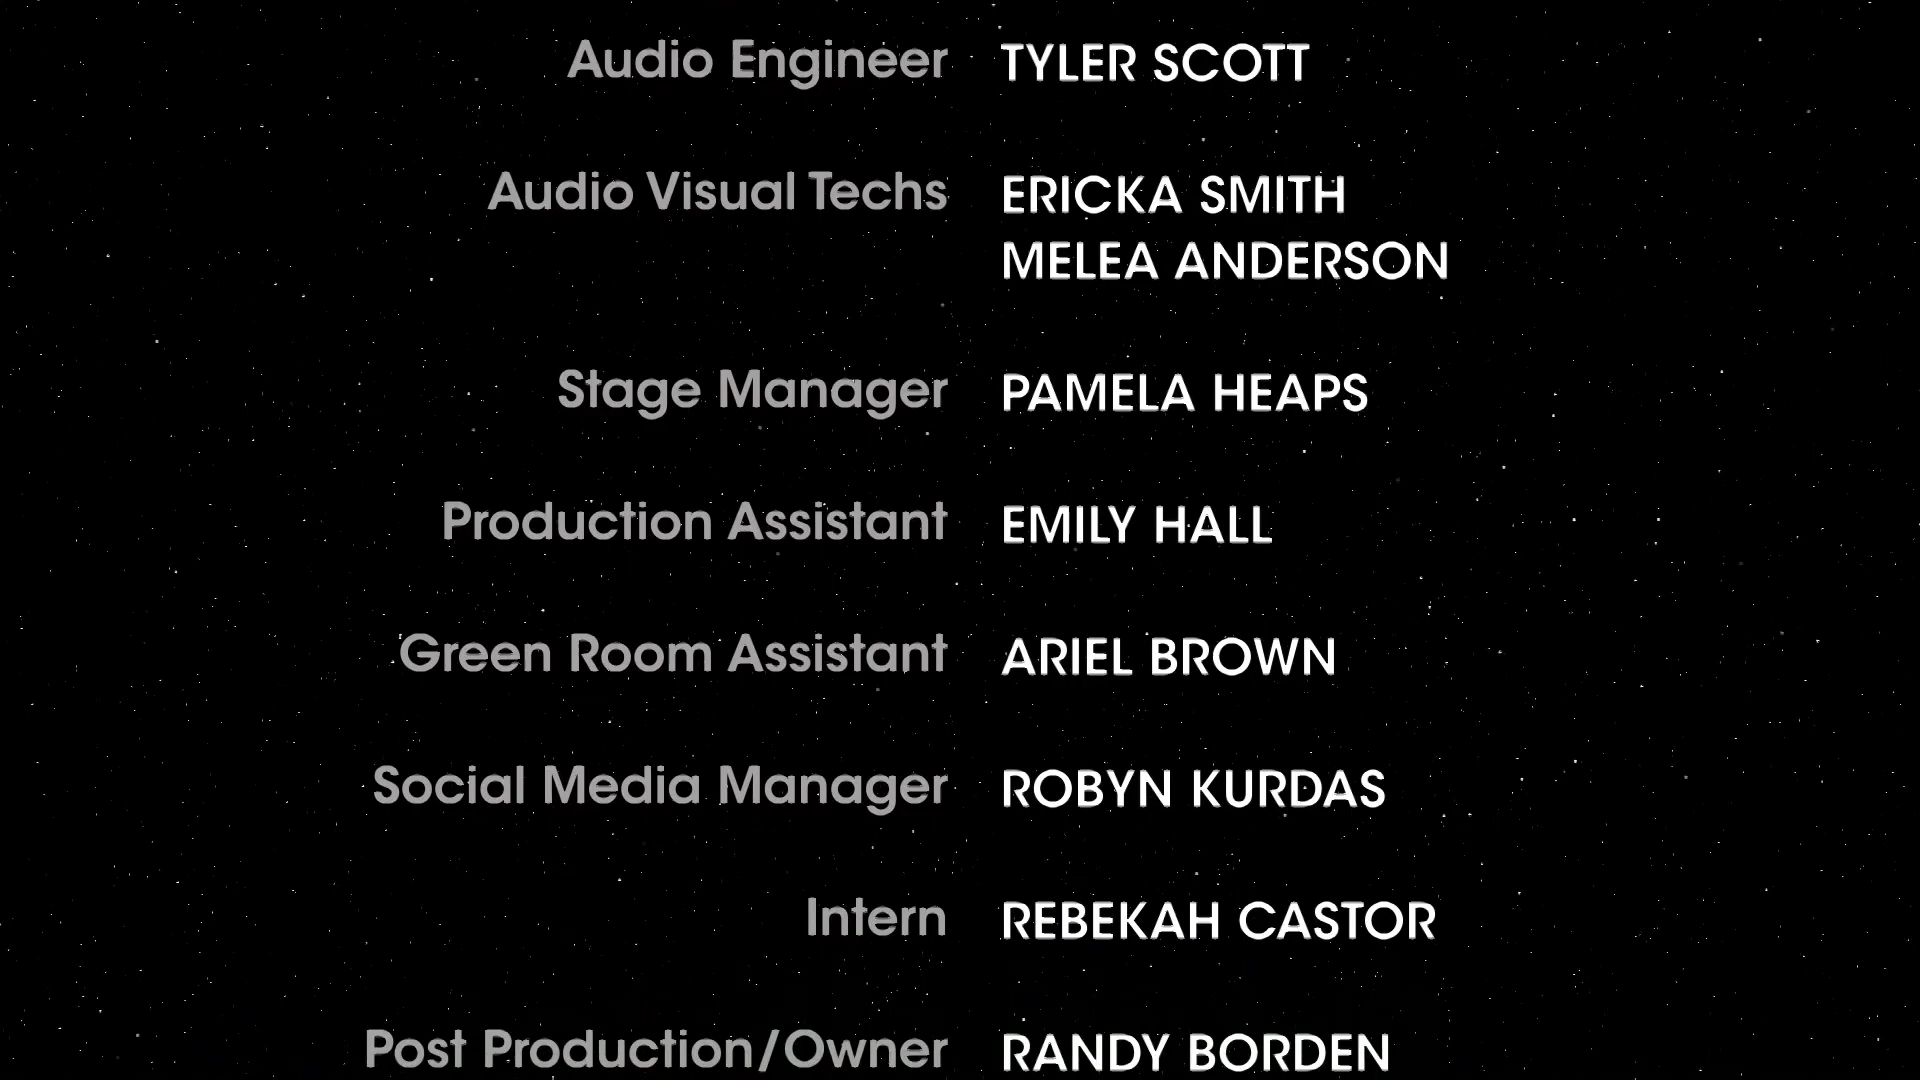 Audio Engineer TYLER SCOTT
Audio Visual Techs ERICKA SMITH
MELEA ANDERSON
Stage Manager PAMELA HEAPS
Production Assistant EMILY HALL
Green Room Assistant ARIEL BROWN
Social Media Manager ROBYN KURDAS
Intern REBEKAH CASTOR
Post Production/Owner RANDY BORDEN